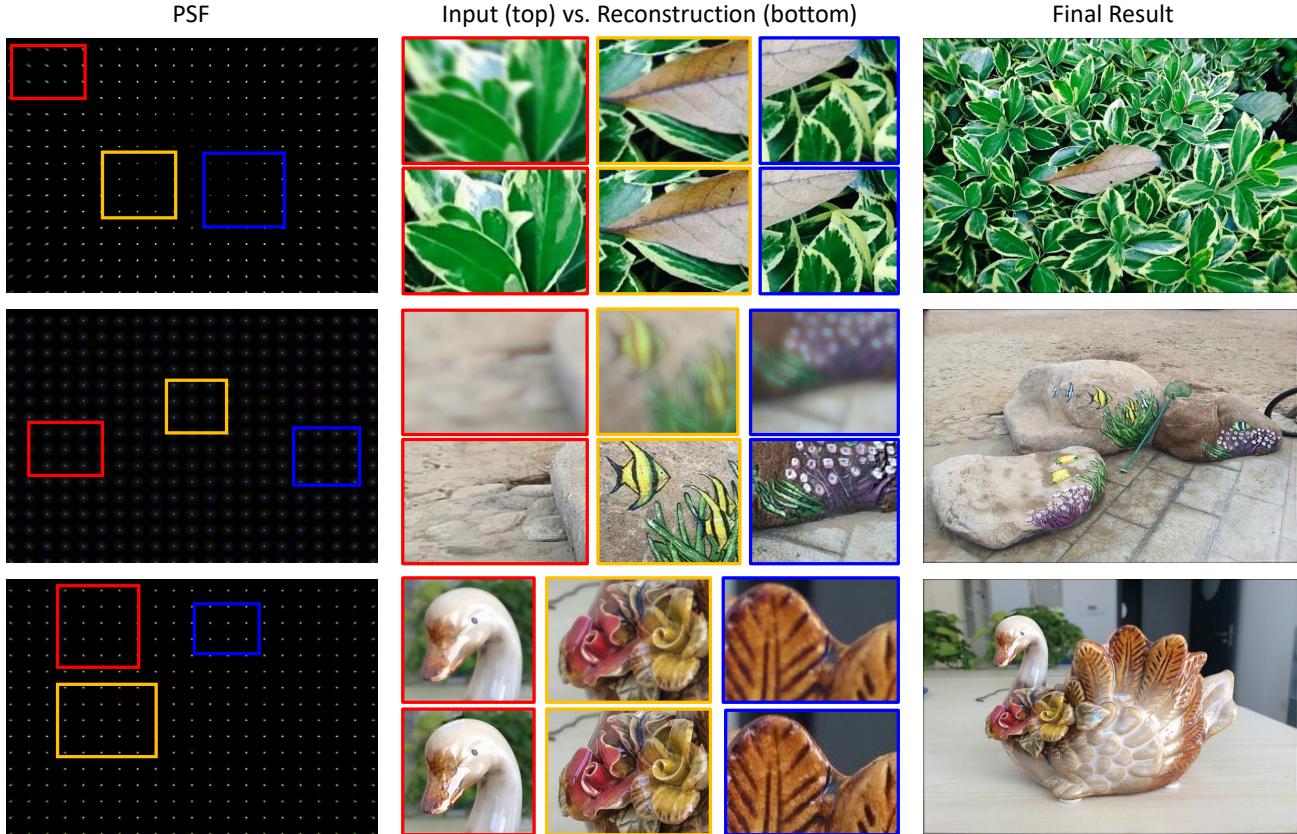 PSF
Input (top) vs. Reconstruction (bottom)
Final Result